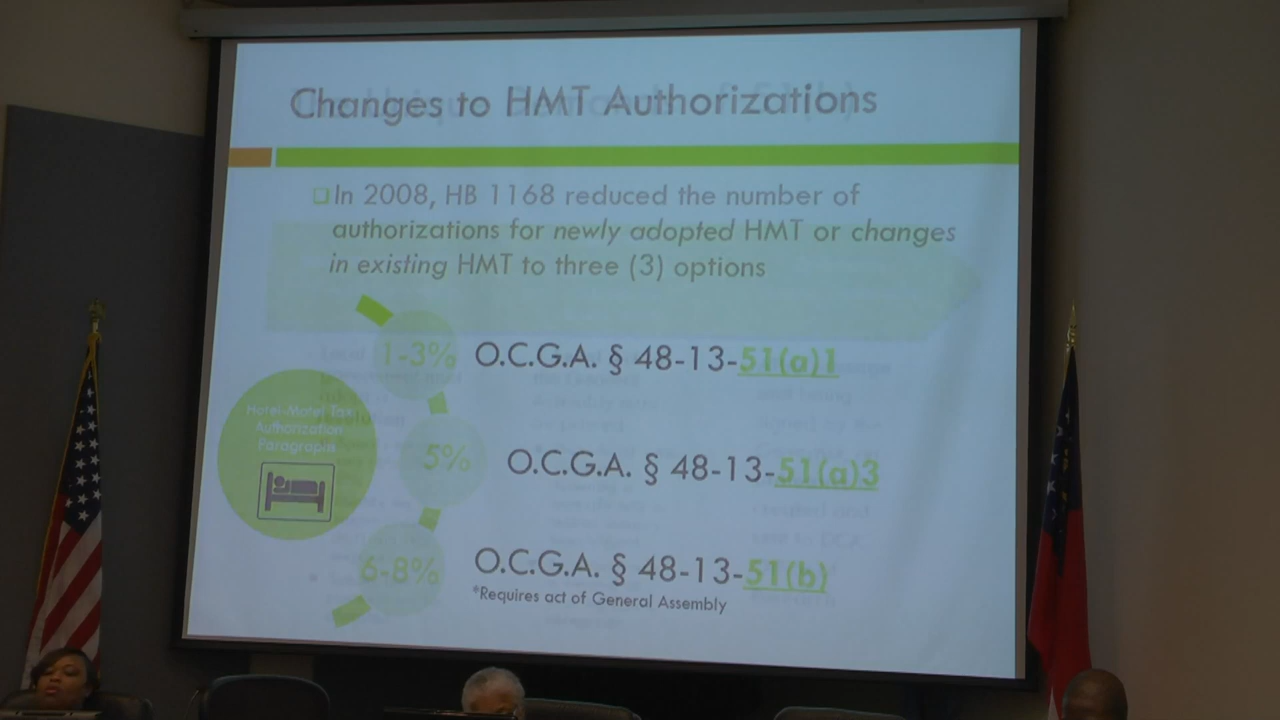 Changes to HMT Authorizations
In 2008, HB 1168 reduced the number of
authorizations for newly adopted HMT or changes
in existing HMT to three (3) options
1-3% O.C.G.A. § 48-13-51(a)1
Hotel-Motel Tax
Authorization
Paragraphs
5% O.C.G.A. § 48-13-51(a)3
6-8% O.C.G.A. § 48-13-51(b)
*Requires act of General Assembly